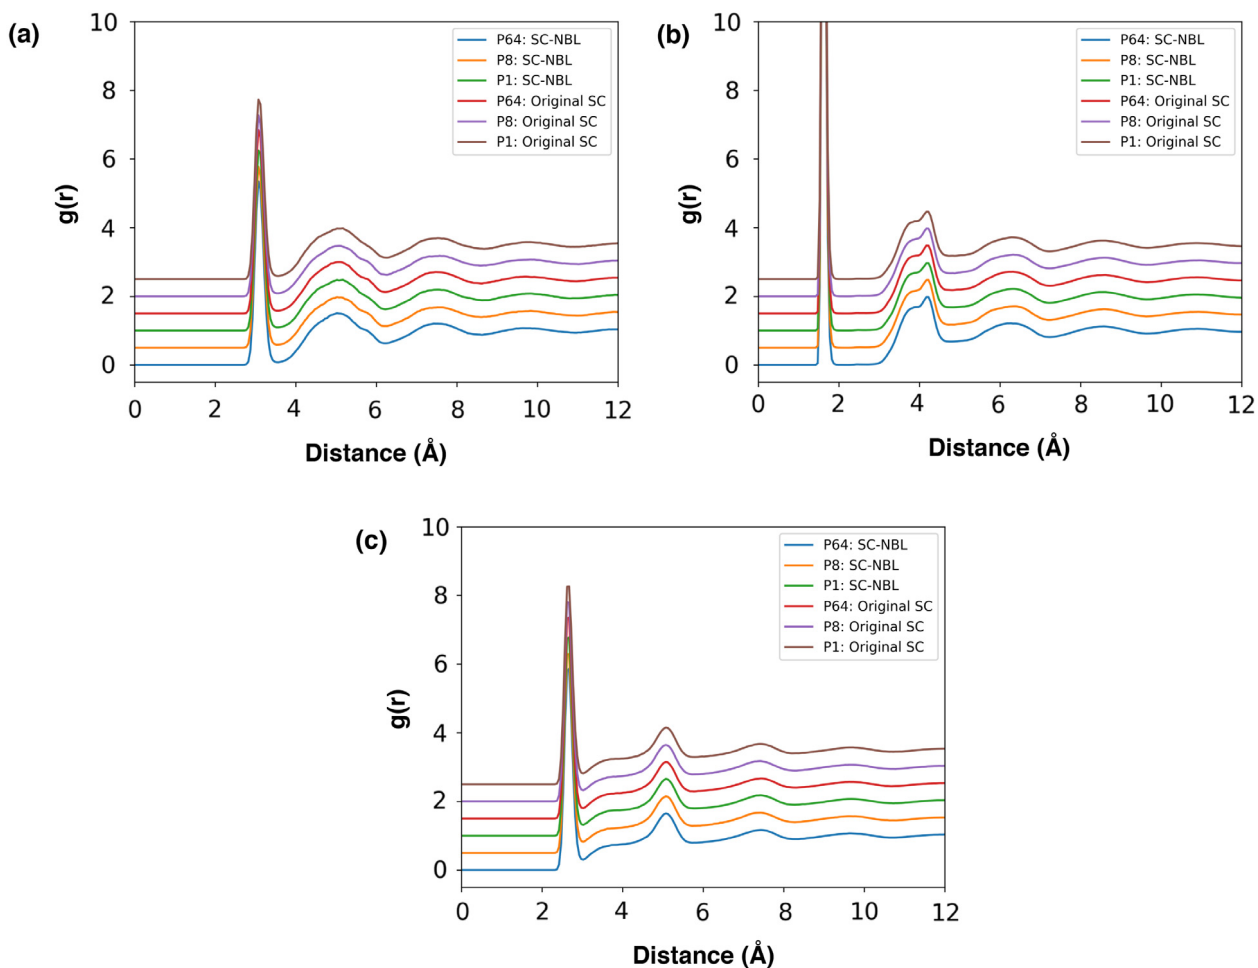 (a)
10
8
6
4
2
0
g(r)
P64: SC-NBL
P8: SC-NBL
P1: SC-NBL
P64: Original SC
P8: Original SC
P1: Original SC
0 2 4 6 8 10 12
Distance (Å)
(b)
10
8
6
4
2
0
g(r)
P64: SC-NBL
P8: SC-NBL
P1: SC-NBL
P64: Original SC
P8: Original SC
P1: Original SC
0 2 4 6 8 10 12
Distance (Å)
(c)
10
8
6
4
2
0
g(r)
P64: SC-NBL
P8: SC-NBL
P1: SC-NBL
P64: Original SC
P8: Original SC
P1: Original SC
0 2 4 6 8 10 12
Distance (Å)